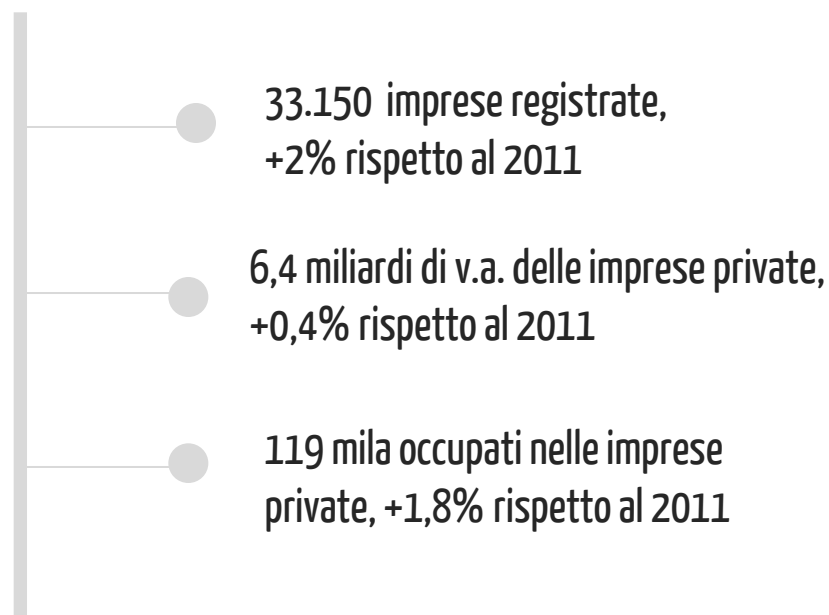 33.150 imprese registrate,
+2% rispetto al 2011
6,4 miliardi di v.a. delle imprese private,
+0,4% rispetto al 2011
119 mila occupati nelle imprese
private, +1,8% rispetto al 2011